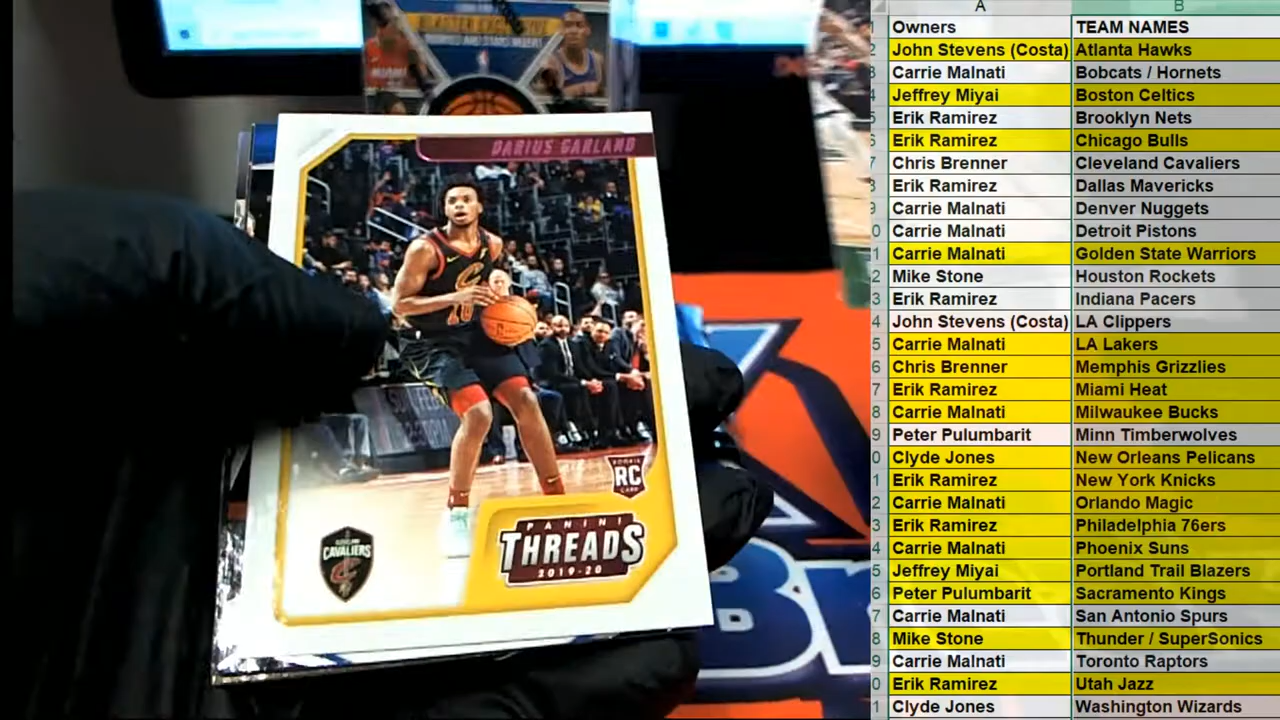 DARIUS GARLAND
ROOKIE
RC
CARD
CAVALIERS
PANINI
THREADS
2019-20
MIAMI
Br
A B
Owners TEAM NAMES
John Stevens (Costa) Atlanta Hawks
Carrie Malnati Bobcats / Hornets
Jeffrey Miyai Boston Celtics
Erik Ramirez Brooklyn Nets
Erik Ramirez Chicago Bulls
Chris Brenner Cleveland Cavaliers
Erik Ramirez Dallas Mavericks
Carrie Malnati Denver Nuggets
Carrie Malnati Detroit Pistons
Carrie Malnati Golden State Warriors
Mike Stone Houston Rockets
Erik Ramirez Indiana Pacers
John Stevens (Costa) LA Clippers
Carrie Malnati LA Lakers
Chris Brenner Memphis Grizzlies
Erik Ramirez Miami Heat
Carrie Malnati Milwaukee Bucks
Peter Pulumbarit Minn Timberwolves
Clyde Jones New Orleans Pelicans
Erik Ramirez New York Knicks
Carrie Malnati Orlando Magic
Erik Ramirez Philadelphia 76ers
Carrie Malnati Phoenix Suns
Jeffrey Miyai Portland Trail Blazers
Peter Pulumbarit Sacramento Kings
Carrie Malnati San Antonio Spurs
Mike Stone Thunder / SuperSonics
Carrie Malnati Toronto Raptors
Erik Ramirez Utah Jazz
Clyde Jones Washington Wizards